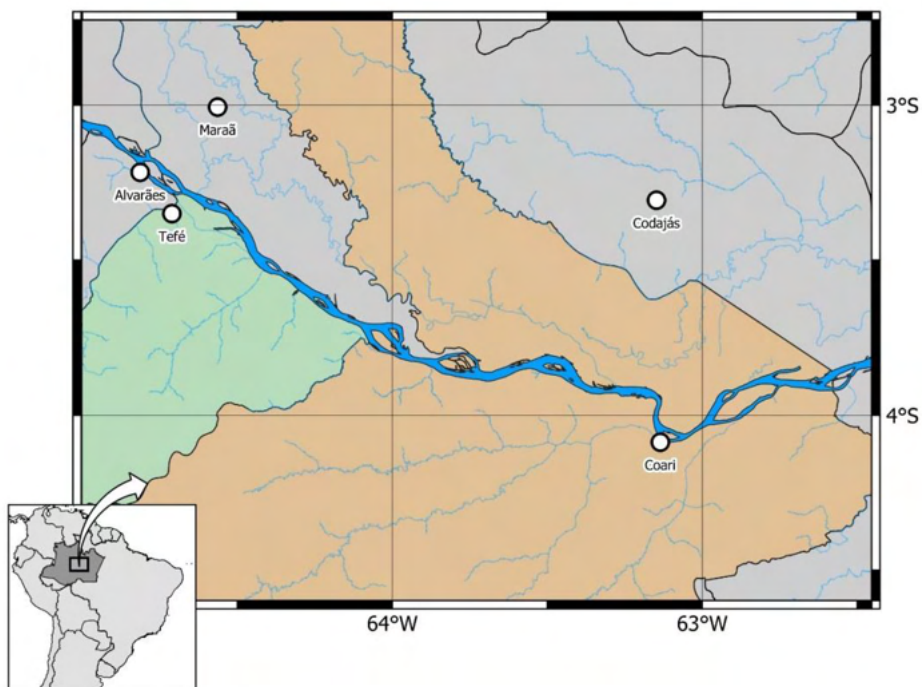 3°S
Maraã
Alvarães
Tefé
Codajás
4°S
Coari
64°W
63°W